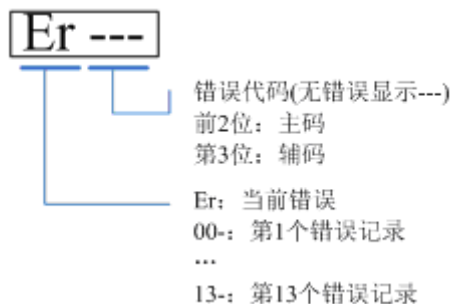 Er ---
错误代码(无错误显示---)
前2位：主码
第3位：辅码
Er：当前错误
00-：第1个错误记录
...
13-：第13个错误记录